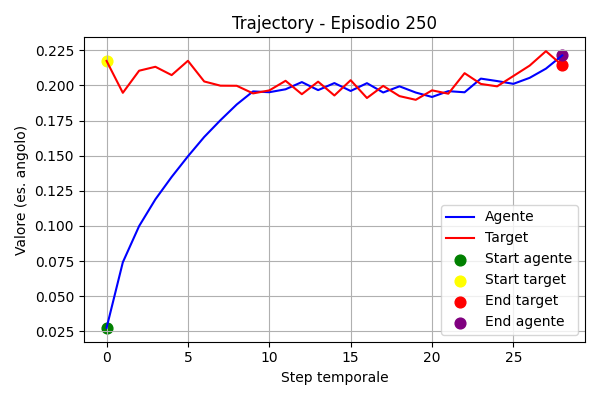 Trajectory - Episodio 250
Valore (es. angolo)
0.225
0.200
0.175
0.150
0.125
0.100
0.075
0.050
0.025
Agente
Target
Start agente
Start target
End target
End agente
0 5 10 15 20 25
Step temporale